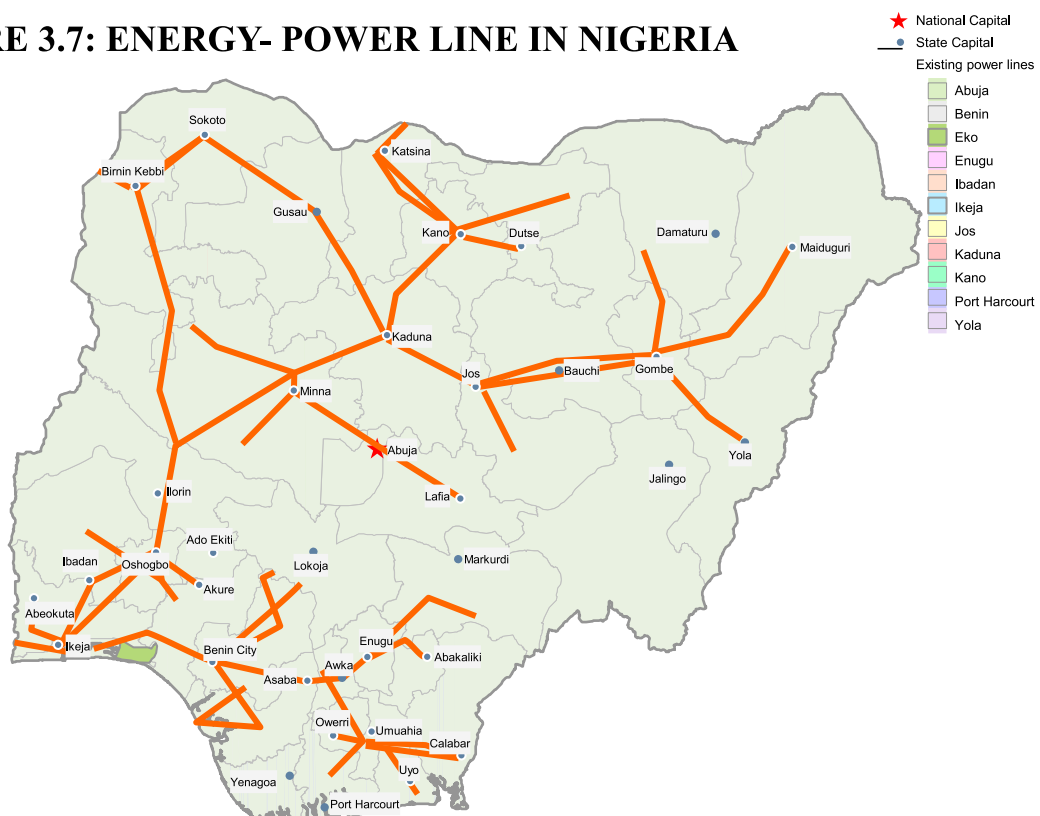 RE 3.7: ENERGY- POWER LINE IN NIGERIA
National Capital
State Capital
Existing power lines
Abuja
Benin
Eko
Enugu
Ibadan
Ikeja
Jos
Kaduna
Kano
Port Harcourt
Yola
Sokoto
Katsina
Birnin Kebbi
Gusau
Kano
Dutse
Damaturu
Maiduguri
Kaduna
Jos
Bauchi
Gombe
Minna
Abuja
Yola
Jalingo
Lafia
Ilorin
Ado Ekiti
Ibadan
Oshogbo
Lokoja
Markurdi
Akure
Abeokuta
Ikeja
Benin City
Enugu
Awka
Abakaliki
Asaba
Owerri
Umuahia
Calabar
Uyo
Yenagoa
Port Harcourt